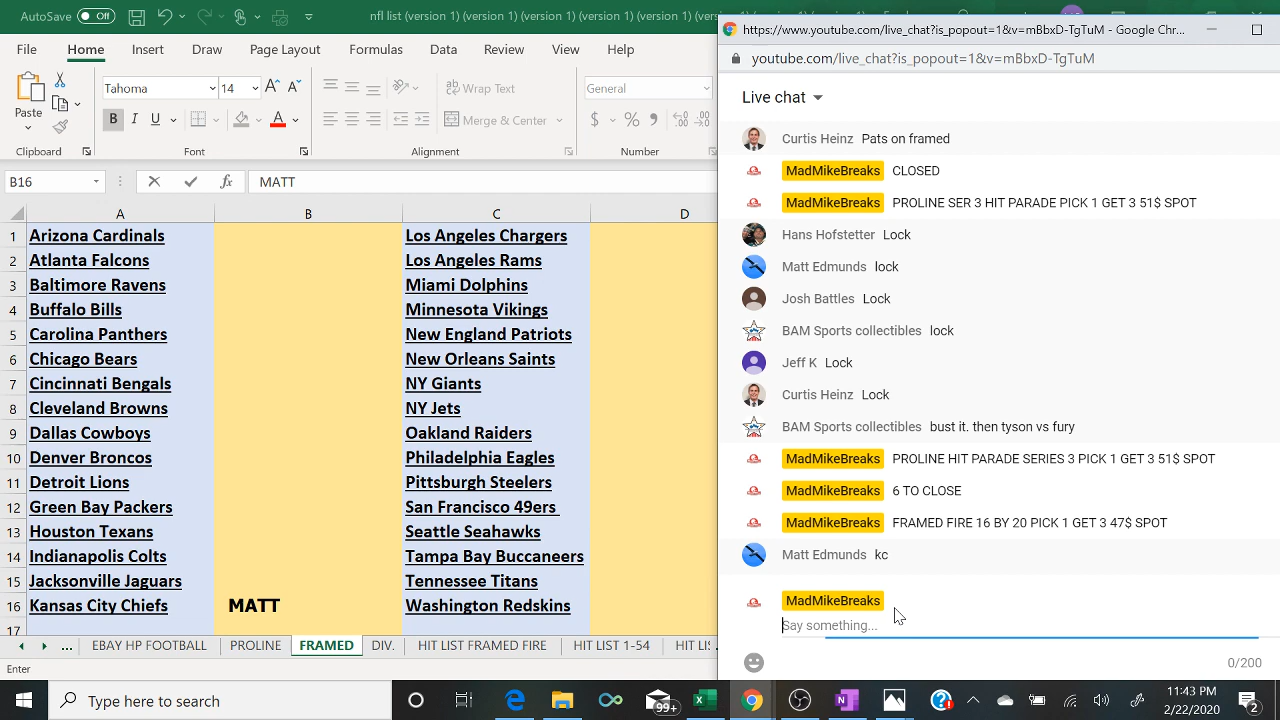 AutoSave Off nfl list (version 1) (version 1) - Excel
https://www.youtube.com/live_chat?is_popout=1&v=mBbxD-TgTuM - Google Chr...
youtube.com/live_chat?is_popout=1&v=mBbxD-TgTuM
File Home Insert Draw Page Layout Formulas Data Review View Help
Paste Tahoma 14 Wrap Text General
Merge & Center
Clipboard Font Alignment Number
B16 MATT
A B C D
1 Arizona Cardinals Los Angeles Chargers
2 Atlanta Falcons Los Angeles Rams
3 Baltimore Ravens Miami Dolphins
4 Buffalo Bills Minnesota Vikings
5 Carolina Panthers New England Patriots
6 Chicago Bears New Orleans Saints
7 Cincinnati Bengals NY Giants
8 Cleveland Browns NY Jets
9 Dallas Cowboys Oakland Raiders
10 Denver Broncos Philadelphia Eagles
11 Detroit Lions Pittsburgh Steelers
12 Green Bay Packers San Francisco 49ers
13 Houston Texans Seattle Seahawks
14 Indianapolis Colts Tampa Bay Buccaneers
15 Jacksonville Jaguars Tennessee Titans
16 Kansas City Chiefs MATT Washington Redskins
17
... EBAY HP FOOTBALL PROLINE FRAMED DIV. HIT LIST FRAMED FIRE HIT LIST 1-54
Enter
Live chat
Curtis Heinz Pats on framed
MadMikeBreaks CLOSED
MadMikeBreaks PROLINE SER 3 HIT PARADE PICK 1 GET 3 51$ SPOT
Hans Hofstetter Lock
Matt Edmunds lock
Josh Battles Lock
BAM Sports collectibles lock
Jeff K Lock
Curtis Heinz Lock
BAM Sports collectibles bust it. then tyson vs fury
MadMikeBreaks PROLINE HIT PARADE SERIES 3 PICK 1 GET 3 51$ SPOT
MadMikeBreaks 6 TO CLOSE
MadMikeBreaks FRAMED FIRE 16 BY 20 PICK 1 GET 3 47$ SPOT
Matt Edmunds kc
MadMikeBreaks
Say something...
0/200
Type here to search 99+ 11:43 PM
2/22/2020 2